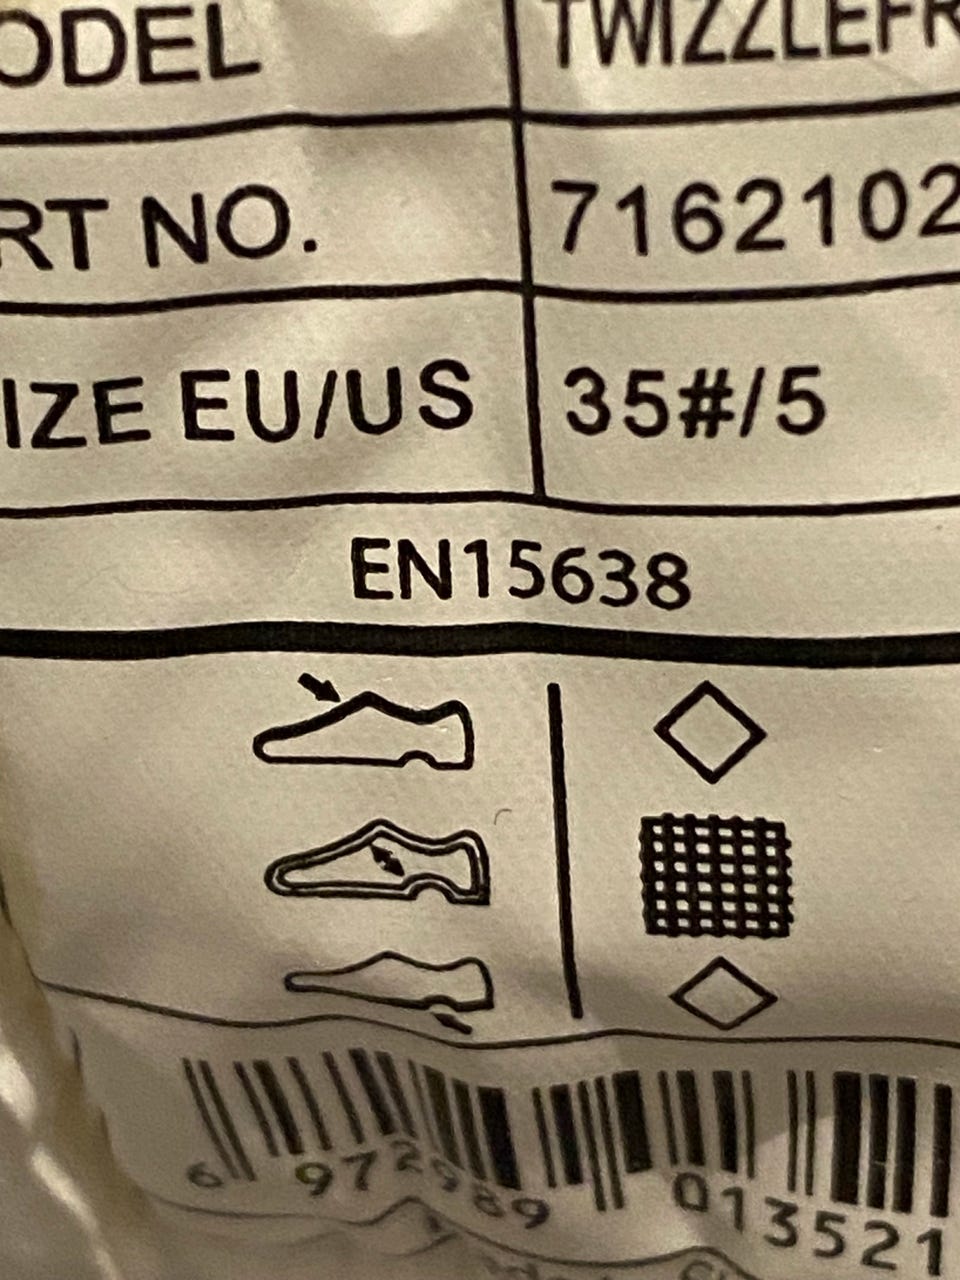 ODEL TWIZZLEFR
RT NO. 7162102
IZE EU/US 35#/5
EN15638
6 972989 013521